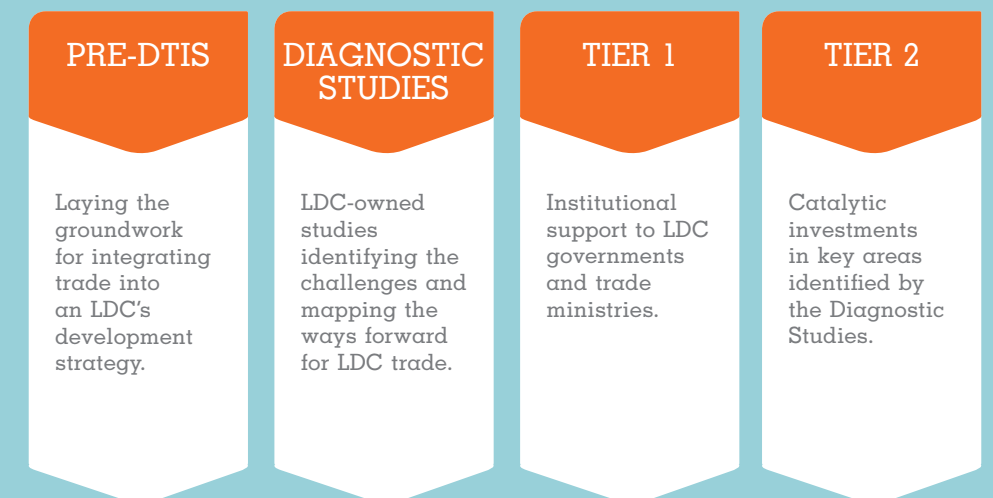 PRE-DTIS
Laying the
groundwork
for integrating
trade into
an LDC's
development
strategy.
DIAGNOSTIC
STUDIES
LDC-owned
studies
identifying the
challenges and
mapping the
ways forward
for LDC trade.
TIER 1
Institutional
support to LDC
governments
and trade
ministries.
TIER 2
Catalytic
investments
in key areas
identified by
the Diagnostic
Studies.